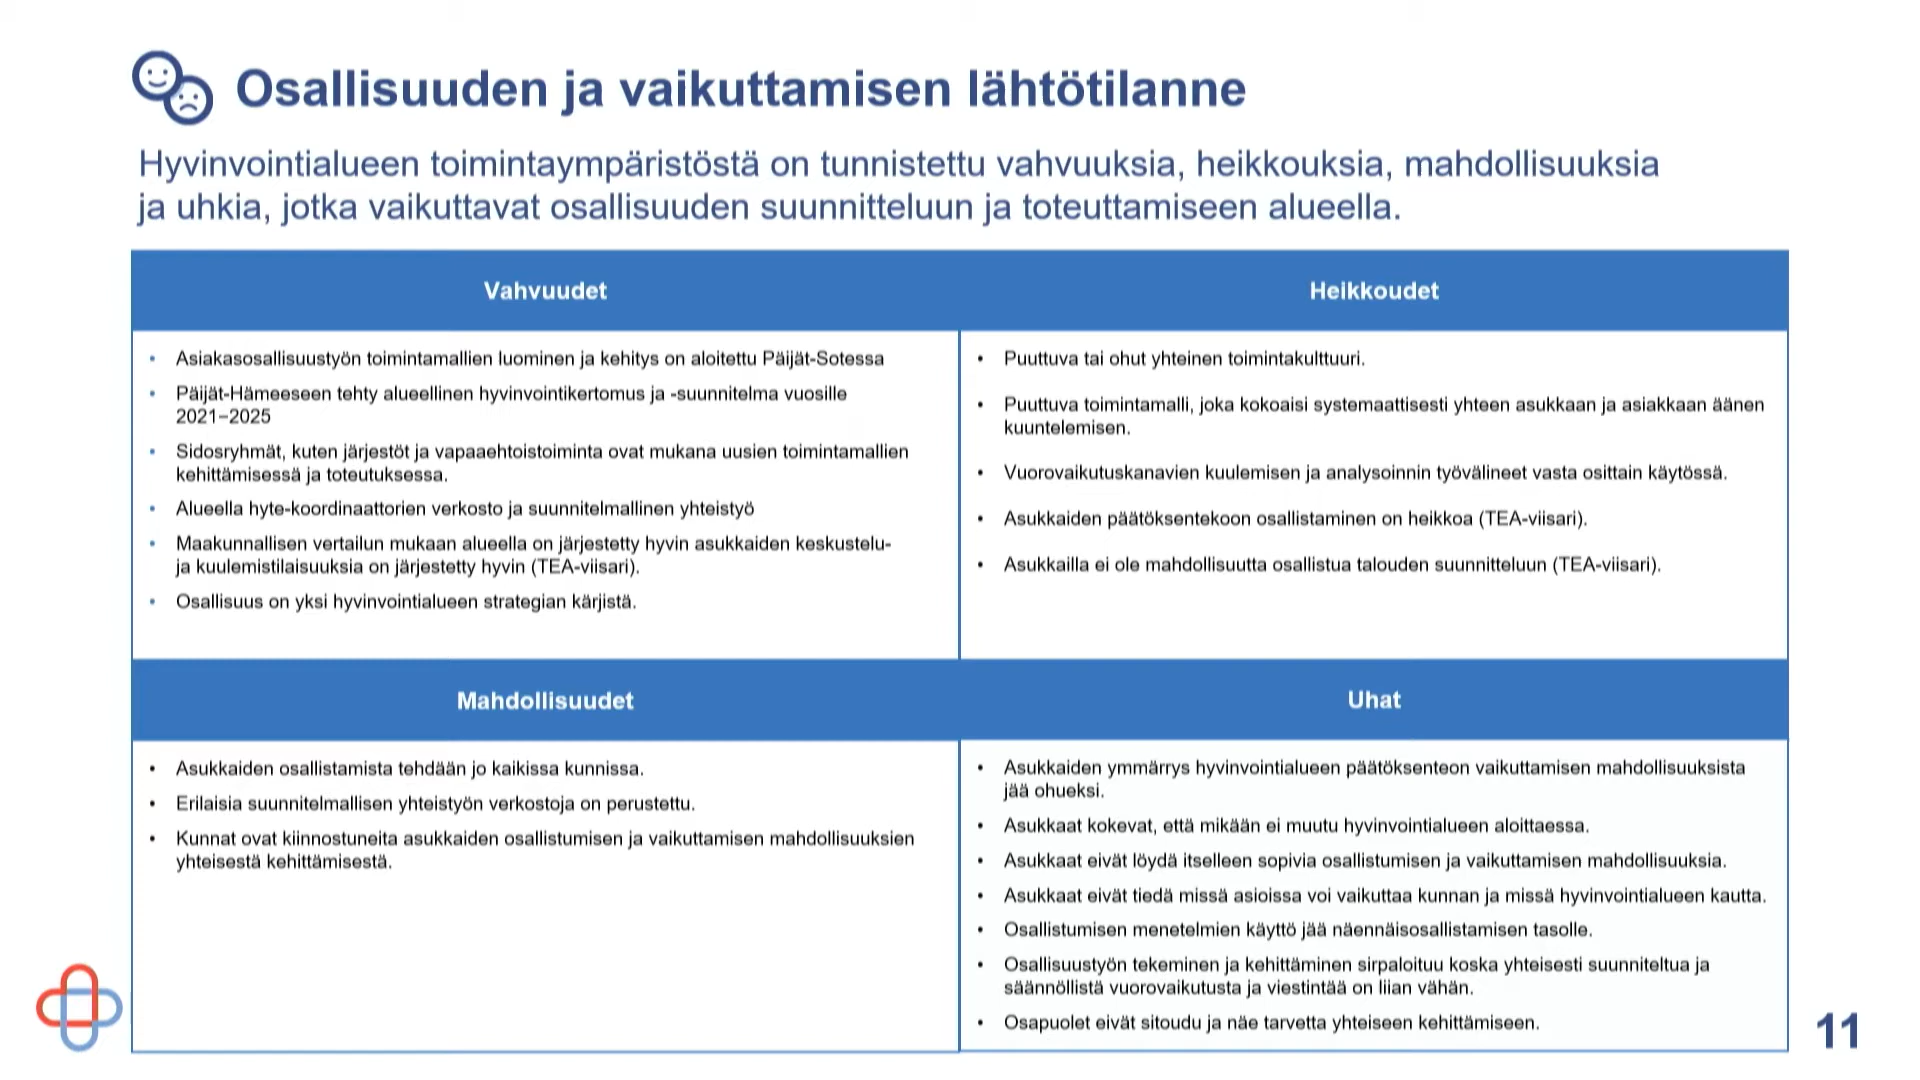 Osallisuuden ja vaikuttamisen lähtötilanne
Hyvinvointialueen toimintaympäristöstä on tunnistettu vahvuuksia, heikkouksia, mahdollisuuksia
ja uhkia, jotka vaikuttavat osallisuuden suunnitteluun ja toteuttamiseen alueella.
Vahvuudet
• Asiakasosallisuustyön toimintamallien luominen ja kehitys on aloitettu Päijät-Sotessa
• Päijät-Hämeeseen tehty alueellinen hyvinvointikertomus ja -suunnitelma vuosille
2021–2025
• Sidosryhmät, kuten järjestöt ja vapaaehtoistoiminta ovat mukana uusien toimintamallien
kehittämisessä ja toteutuksessa.
• Alueella hyte-koordinaattorien verkosto ja suunnitelmallinen yhteistyö
• Maakunnallisen vertailun mukaan alueella on järjestetty hyvin asukkaiden keskustelu-
ja kuulemistilaisuuksia on järjestetty hyvin (TEA-viisari).
• Osallisuus on yksi hyvinvointialueen strategian kärjistä.
Heikkoudet
• Puuttuva tai ohut yhteinen toimintakulttuuri.
• Puuttuva toimintamalli, joka kokoaisi systemaattisesti yhteen asukkaan ja asiakkaan äänen
kuuntelemisen.
• Vuorovaikutuskanavien kuulemisen ja analysoinnin työvälineet vasta osittain käytössä.
• Asukkaiden päätöksentekoon osallistaminen on heikkoa (TEA-viisari).
• Asukkailla ei ole mahdollisuutta osallistua talouden suunnitteluun (TEA-viisari).
Mahdollisuudet
• Asukkaiden osallistamista tehdään jo kaikissa kunnissa.
• Erilaisia suunnitelmallisen yhteistyön verkostoja on perustettu.
• Kunnat ovat kiinnostuneita asukkaiden osallistumisen ja vaikuttamisen mahdollisuuksien
yhteisestä kehittämisestä.
Uhat
• Asukkaiden ymmärrys hyvinvointialueen päätöksenteon vaikuttamisen mahdollisuuksista
jää ohueksi.
• Asukkaat kokevat, että mikään ei muutu hyvinvointialueen aloittaessa.
• Asukkaat eivät löydä itselleen sopivia osallistumisen ja vaikuttamisen mahdollisuuksia.
• Asukkaat eivät tiedä missä asioissa voi vaikuttaa kunnan ja missä hyvinvointialueen kautta.
• Osallistumisen menetelmien käyttö jää näennäisosallistamisen tasolle.
• Osallisuustyön tekeminen ja kehittäminen sirpaloituu koska yhteisesti suunniteltua ja
säännöllistä vuorovaikutusta ja viestintää on liian vähän.
• Osapuolet eivät sitoudu ja näe tarvetta yhteiseen kehittämiseen.
11